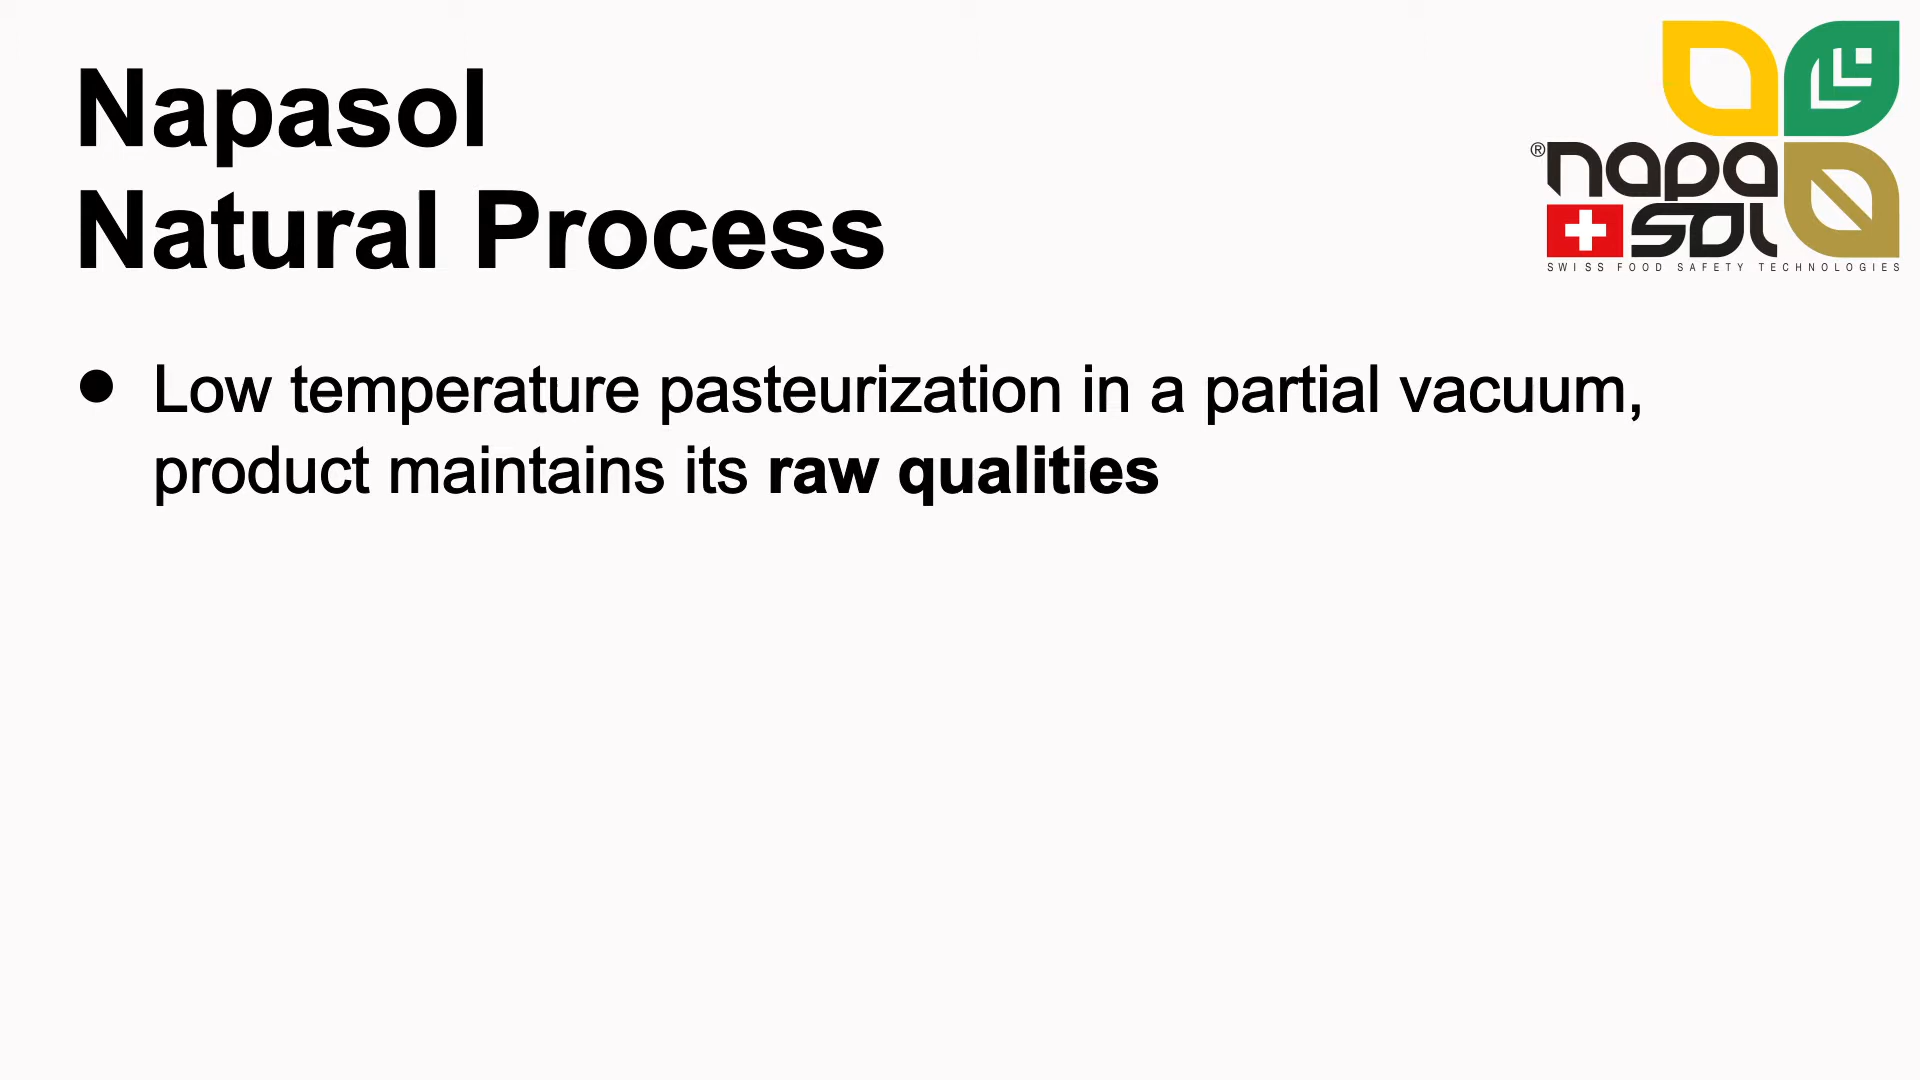 Napasol
Natural Process
® napa
sol
SWISS FOOD SAFETY TECHNOLOGIES
● Low temperature pasteurization in a partial vacuum,
product maintains its raw qualities